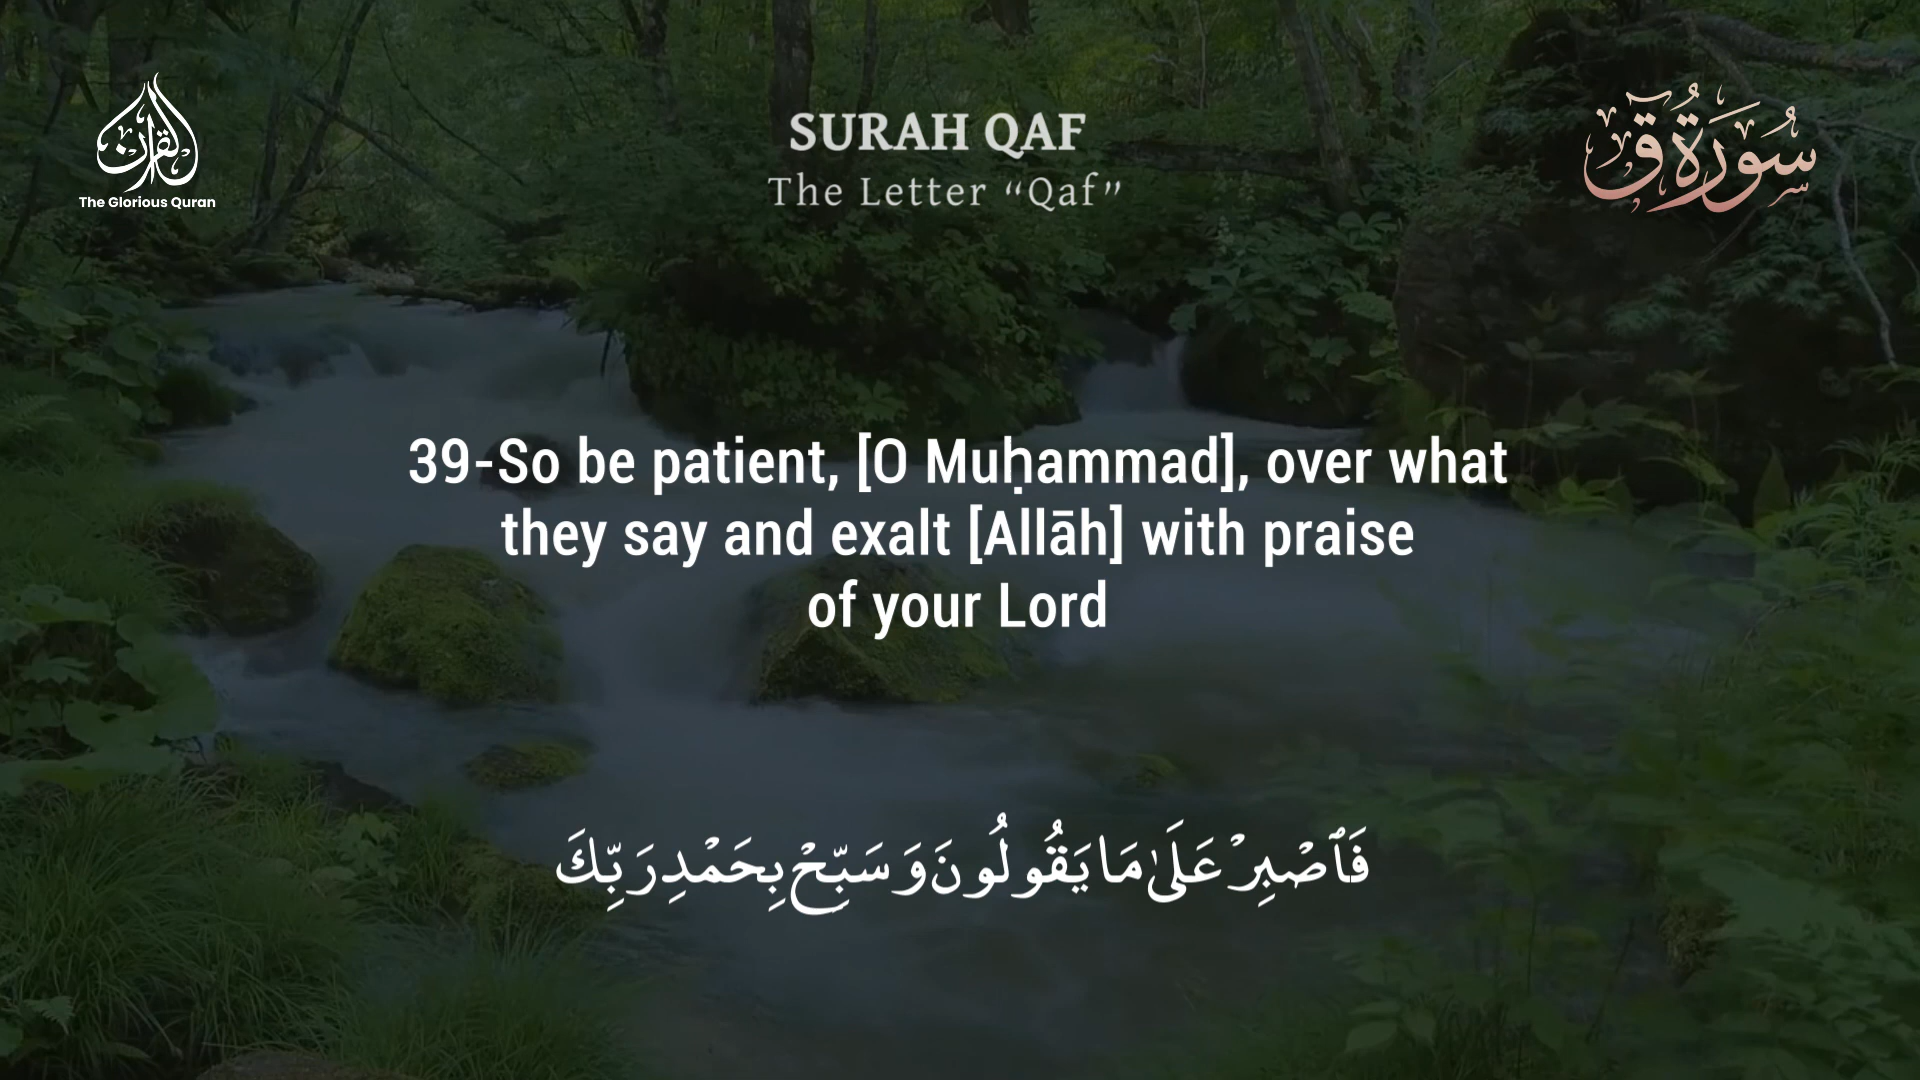 القرآن
The Glorious Quran
SURAH QAF
The Letter “Qaf”
سُورَةُ قٓ
39-So be patient, [O Muḥammad], over what
they say and exalt [Allāh] with praise
of your Lord
فَٱصْبِرْ عَلَىٰ مَا يَقُولُونَ وَسَبِّحْ بِحَمْدِ رَبِّكَ